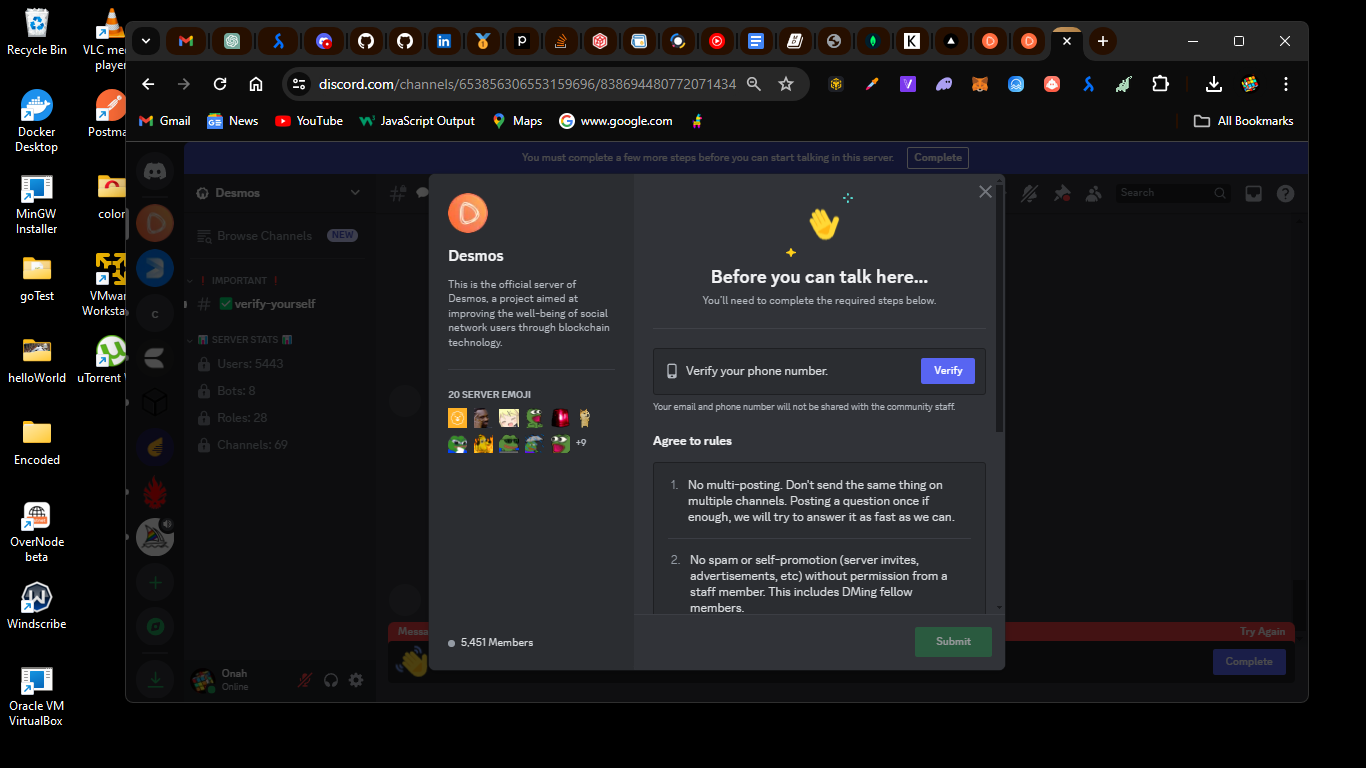 Recycle Bin
VLC me
player
Docker
Desktop
Postma
MinGW
Installer
color
goTest
VMwar
Worksta
helloWorld
uTorrent
Encoded
OverNode
beta
Windscribe
Oracle VM
VirtualBox
discord.com/channels/653856306553159696/838694480772071434
Gmail
News
YouTube
JavaScript Output
Maps
www.google.com
All Bookmarks
You must complete a few more steps before you can start talking in this server.
Complete
Desmos
Browse Channels
NEW
IMPORTANT
verify-yourself
SERVER STATS
Users: 5443
Bots: 8
Roles: 28
Channels: 69
Onah
Online
Search
Desmos
This is the official server of
Desmos, a project aimed at
improving the well-being of social
network users through blockchain
technology.
20 SERVER EMOJI
+9
5,451 Members
Before you can talk here...
You'll need to complete the required steps below.
Verify your phone number.
Verify
Your email and phone number will not be shared with the community staff.
Agree to rules
1. No multi-posting. Don't send the same thing on
multiple channels. Posting a question once if
enough, we will try to answer it as fast as we can.
2. No spam or self-promotion (server invites,
advertisements, etc) without permission from a
staff member. This includes DMing fellow
members.
Submit
Messa
Try Again
Complete